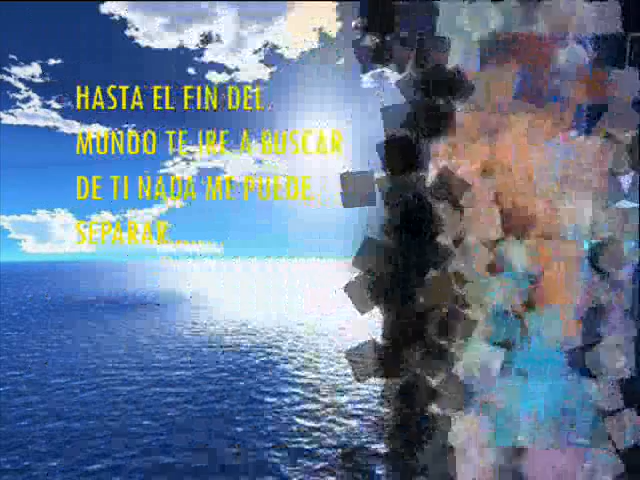 HASTA EL FIN DEL
MUNDO TE IRE A BUSCAR
DE TI NADA ME PUEDE
SEPARAR......